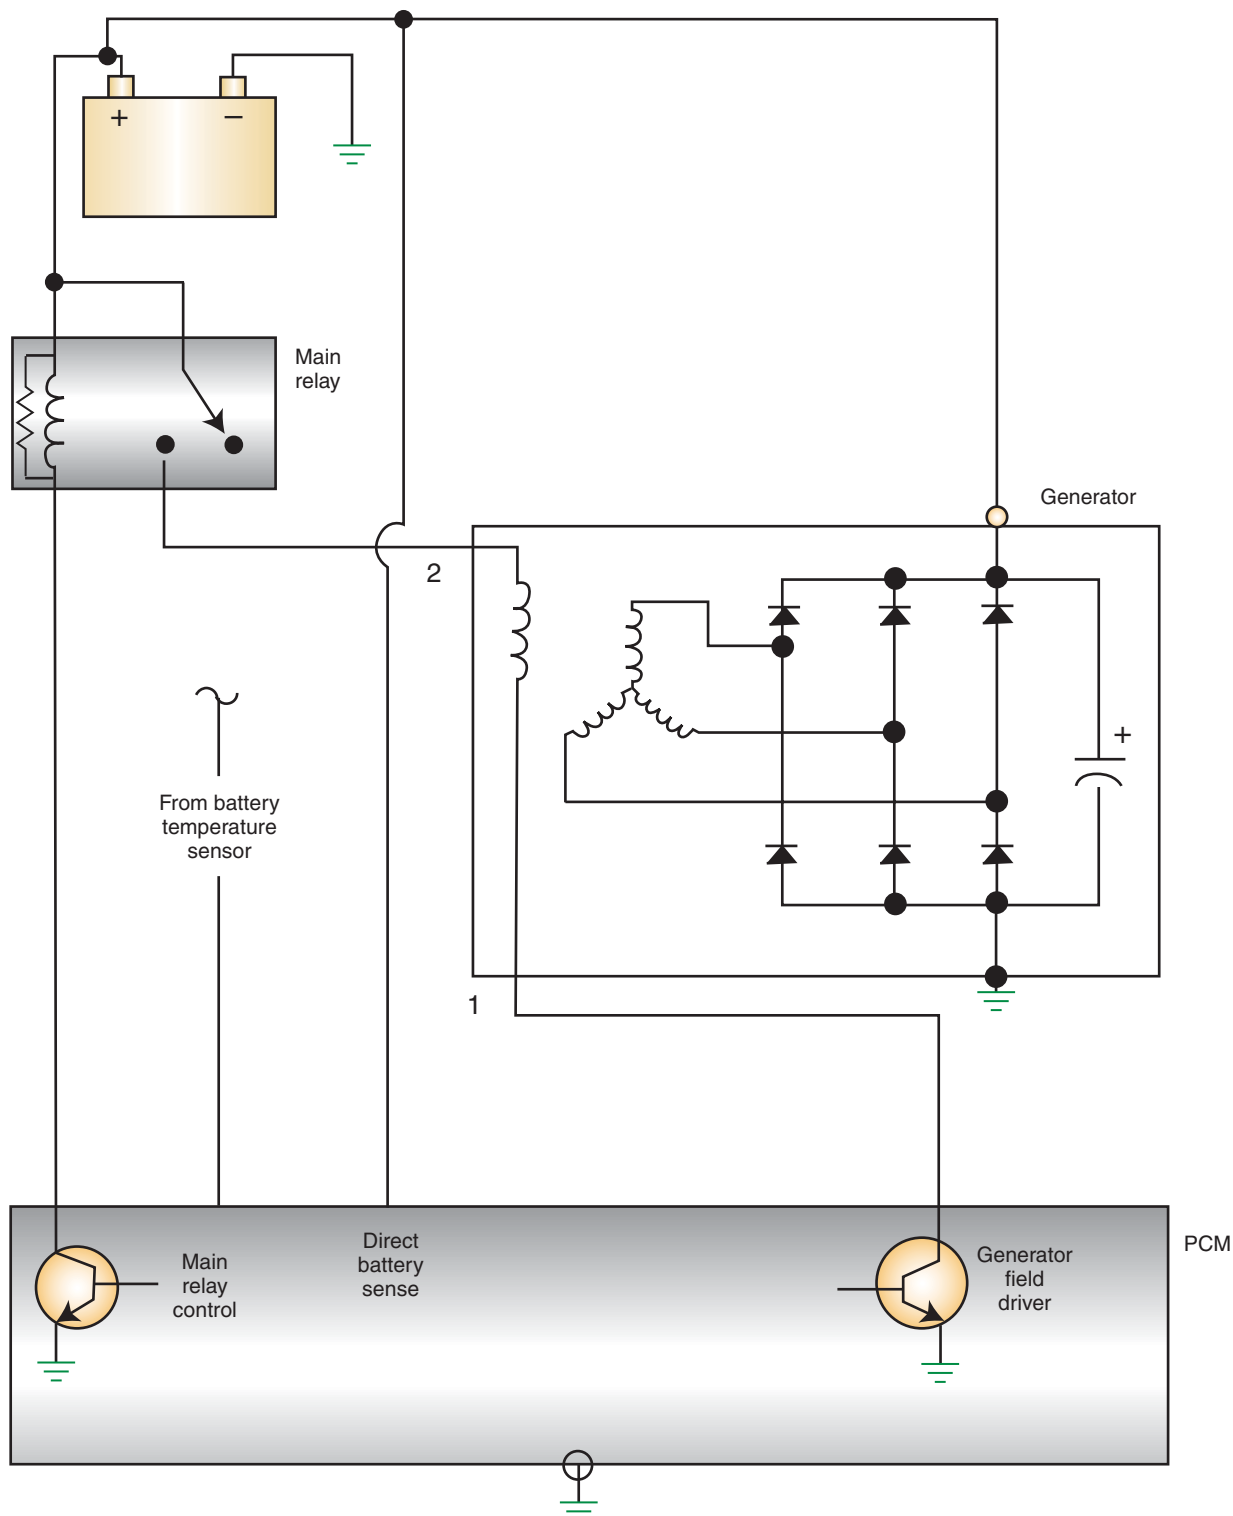 + −
Main
relay
Generator
2
+
From battery
temperature
sensor
1
PCM
Main
relay
control
Direct
battery
sense
Generator
field
driver